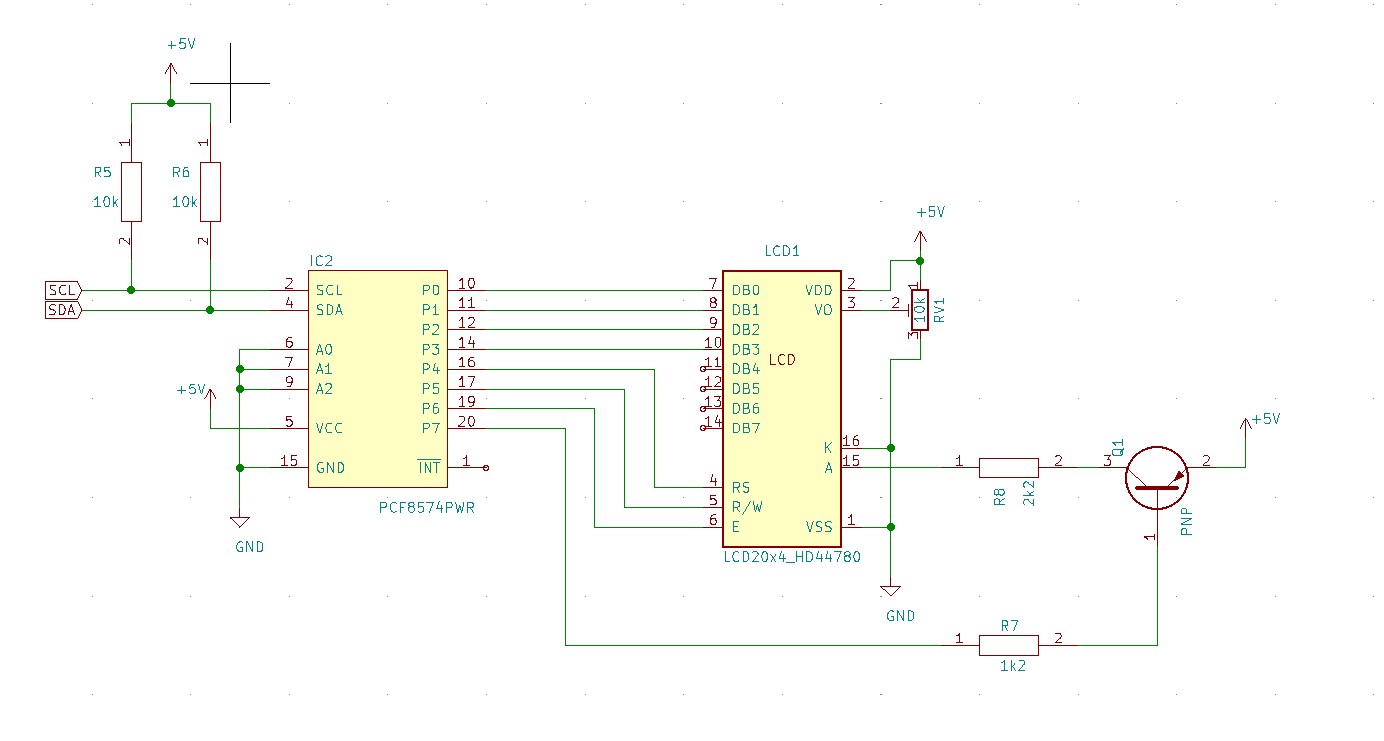 +5V
1
1
R5
R6
10k
10k
2
2
+5V
LCD1
IC2
SCL
2
SCL
P0
10
7
DB0
VDD
2
1
SDA
4
SDA
P1
11
8
DB1
VO
3
2
10k
RV1
P2
12
9
DB2
3
6
A0
P3
14
10
DB3
LCD
7
A1
P4
16
11
DB4
+5V
9
A2
P5
17
12
DB5
P6
19
13
DB6
5
VCC
P7
20
14
DB7
+5V
K
16
Q1
15
GND
INT
1
A
15
1
2
3
2
4
RS
R8
2k2
PCF8574PWR
5
R/W
6
E
VSS
1
PNP
GND
1
LCD20x4_HD44780
GND
R7
1
2
1k2